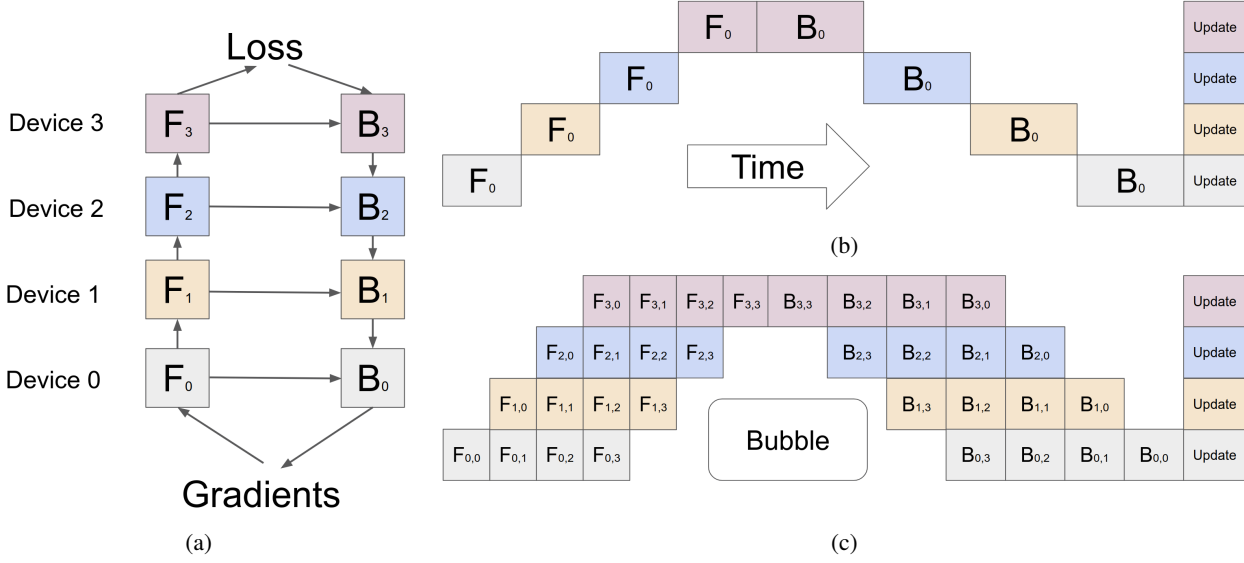 Loss
Device 3 F3 B3
Device 2 F2 B2
Device 1 F1 B1
Device 0 F0 B0
Gradients
(a)
F0 B0 Update
F0 B0 Update
F0 B0 Update
Time
F0 B0 Update
(b)
F3,0 F3,1 F3,2 F3,3 B3,3 B3,2 B3,1 B3,0 Update
F2,0 F2,1 F2,2 F2,3 B2,3 B2,2 B2,1 B2,0 Update
F1,0 F1,1 F1,2 F1,3 B1,3 B1,2 B1,1 B1,0 Update
Bubble
F0,0 F0,1 F0,2 F0,3 B0,3 B0,2 B0,1 B0,0 Update
(c)